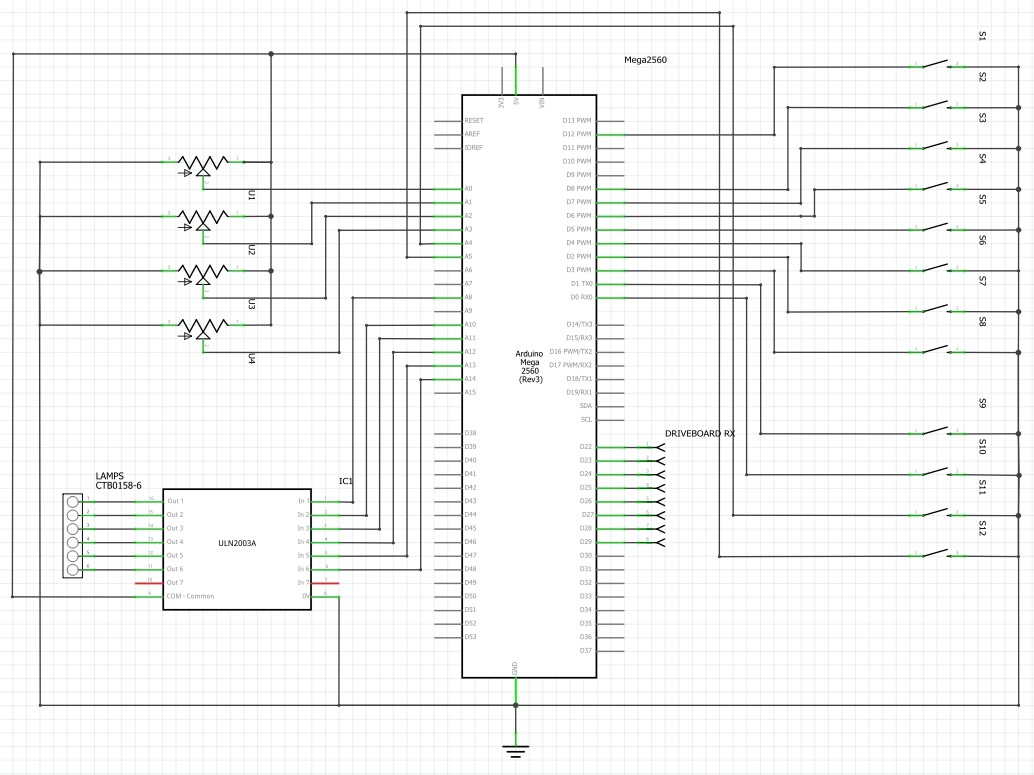 Mega2560
3V3
5V
VIN
RESET
AREF
IOREF
A0
A1
A2
A3
A4
A5
A6
A7
A8
A9
A10
A11
A12
A13
A14
A15
D38
D39
D40
D41
D42
D43
D44
D45
D46
D47
D48
D49
D50
D51
D52
D53
D13 PWM
D12 PWM
D11 PWM
D10 PWM
D9 PWM
D8 PWM
D7 PWM
D6 PWM
D5 PWM
D4 PWM
D2 PWM
D3 PWM
D1 TX0
D0 RX0
D14/TX3
D15/RX3
D16 PWM/TX2
D17 PWM/RX2
D18/TX1
D19/RX1
SDA
SCL
D22
D23
D24
D25
D26
D27
D28
D29
D30
D31
D32
D33
D34
D35
D36
D37
GND
Arduino
Mega
2560
(Rev3)
DRIVEBOARD RX
U1
U2
U3
U4
S1
S2
S3
S4
S5
S6
S7
S8
S9
S10
S11
S12
LAMPS
CTB0158-6
IC1
ULN2003A
Out 1
Out 2
Out 3
Out 4
Out 5
Out 6
Out 7
COM - Common
In 1
In 2
In 3
In 4
In 5
In 6
In 7
0V